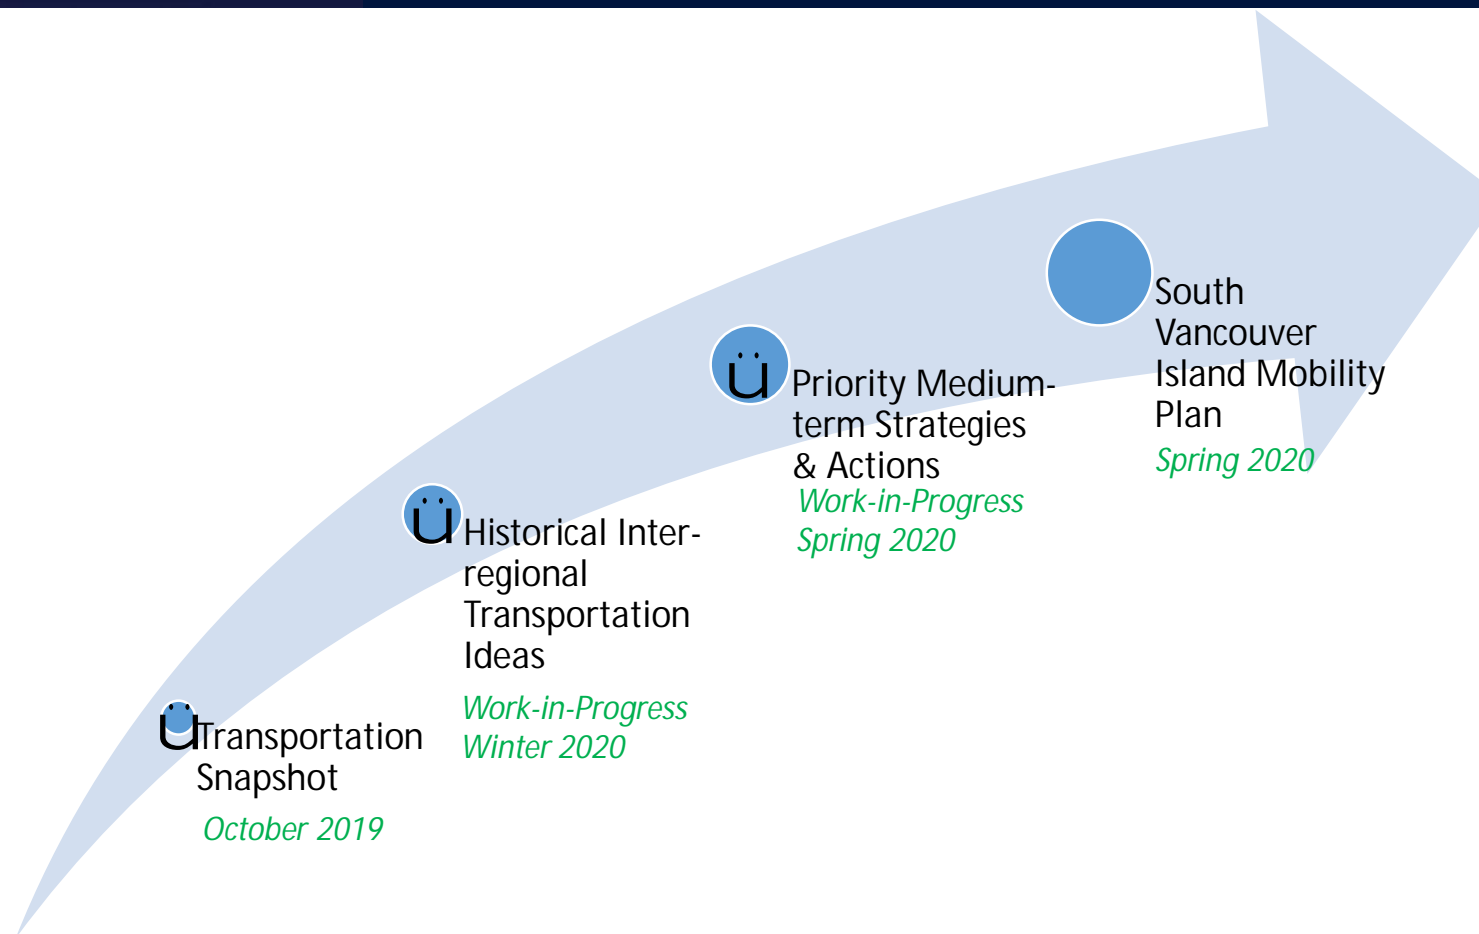 ü
Transportation
Snapshot
October 2019
ü
Historical Inter-
regional
Transportation
Ideas
Work-in-Progress
Winter 2020
ü
Priority Medium-
term Strategies
& Actions
Work-in-Progress
Spring 2020
South
Vancouver
Island Mobility
Plan
Spring 2020